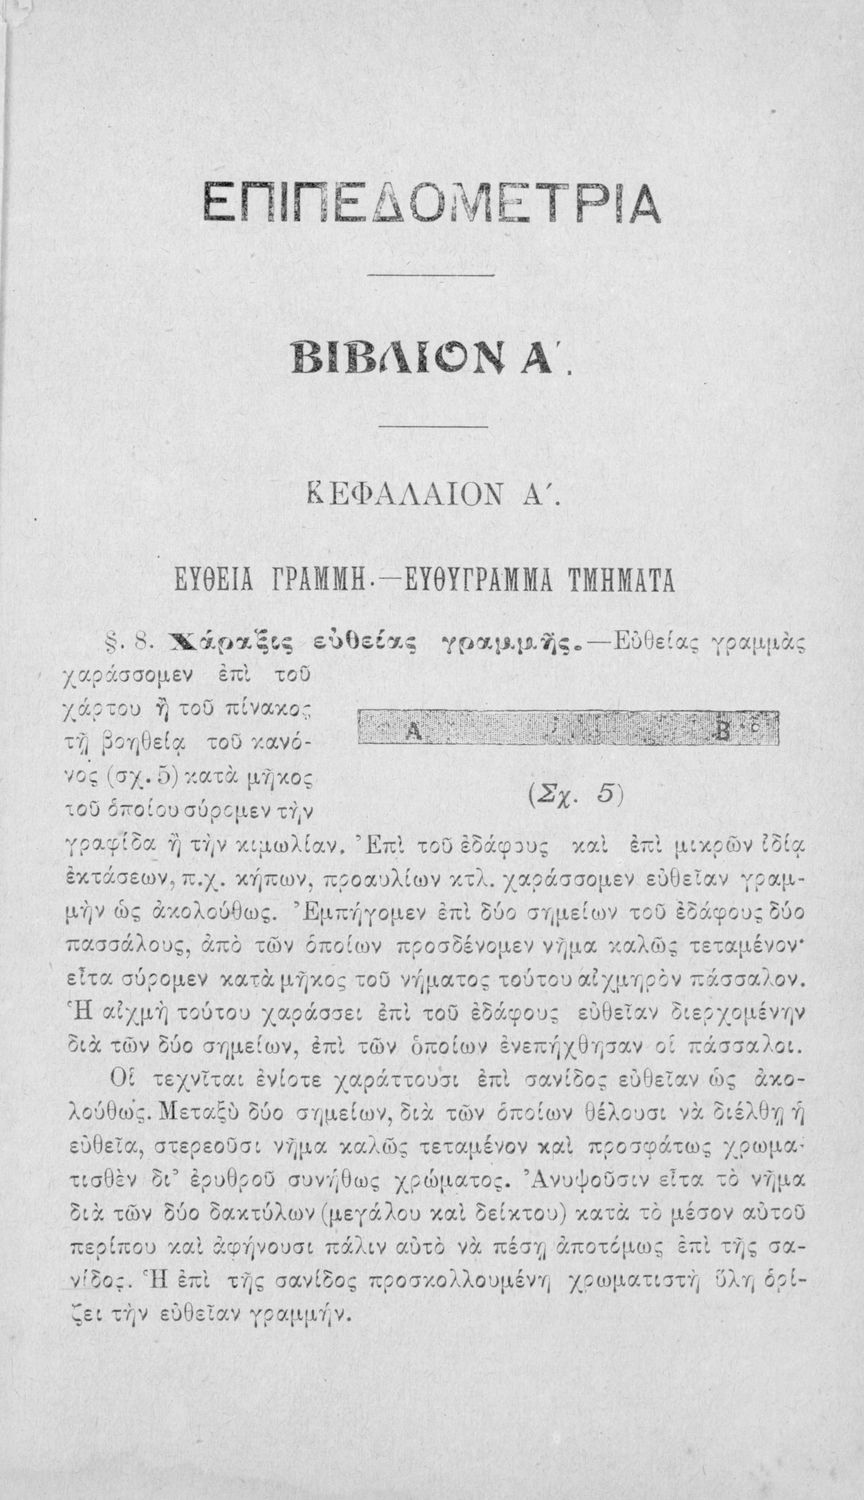 ΕΠΙΠΕΔΟΜΕΤΡΙΑ
ΒΙΒΛΙΟΝ Α΄.
ΚΕΦΑΛΑΙΟΝ Α΄.
ΕΥΘΕΙΑ ΓΡΑΜΜΗ.—ΕΥΘΥΓΡΑΜΜΑ ΤΜΗΜΑΤΑ
§. 8. Χάραξις εὐθείας γραμμῆς.—Εὐθείας γραμμὰς
χαράσσομεν ἐπὶ τοῦ
χάρτου ἢ τοῦ πίνακος
τῇ βοηθείᾳ τοῦ κανό-
νος (σχ. 5) κατὰ μῆκος
τοῦ ὁποίου σύρομεν τὴν
Α Β
(Σχ. 5)
γραφίδα ἢ τὴν κιμωλίαν. Ἐπὶ τοῦ ἐδάφους καὶ ἐπὶ μικρῶν ἰδίᾳ
ἐκτάσεων, π.χ. κήπων, προαυλίων κτλ. χαράσσομεν εὐθεῖαν γραμ-
μὴν ὡς ἀκολούθως. Ἐμπήγομεν ἐπὶ δύο σημείων τοῦ ἐδάφους δύο
πασσάλους, ἀπὸ τῶν ὁποίων προσδένομεν νῆμα καλῶς τεταμένον·
εἶτα σύρομεν κατὰ μῆκος τοῦ νήματος τούτου αἰχμηρὸν πάσσαλον.
Ἡ αἰχμὴ τούτου χαράσσει ἐπὶ τοῦ ἐδάφους εὐθεῖαν διερχομένην
διὰ τῶν δύο σημείων, ἐπὶ τῶν ὁποίων ἐνεπήχθησαν οἱ πάσσαλοι.
Οἱ τεχνῖται ἐνίοτε χαράττουσι ἐπὶ σανίδος εὐθεῖαν ὡς ἀκο-
λούθως. Μεταξὺ δύο σημείων, διὰ τῶν ὁποίων θέλουσι νὰ διέλθῃ ἡ
εὐθεῖα, στερεοῦσι νῆμα καλῶς τεταμένον καὶ προσφάτως χρωμα-
τισθὲν δι’ ἐρυθροῦ συνήθως χρώματος. Ἀνυψοῦσιν εἶτα τὸ νῆμα
διὰ τῶν δύο δακτύλων (μεγάλου καὶ δείκτου) κατὰ τὸ μέσον αὐτοῦ
περίπου καὶ ἀφήνουσι πάλιν αὐτὸ νὰ πέσῃ ἀποτόμως ἐπὶ τῆς σα-
νίδος. Ἡ ἐπὶ τῆς σανίδος προσκολλουμένη χρωματιστὴ ὕλη ὁρί-
ζει τὴν εὐθεῖαν γραμμήν.